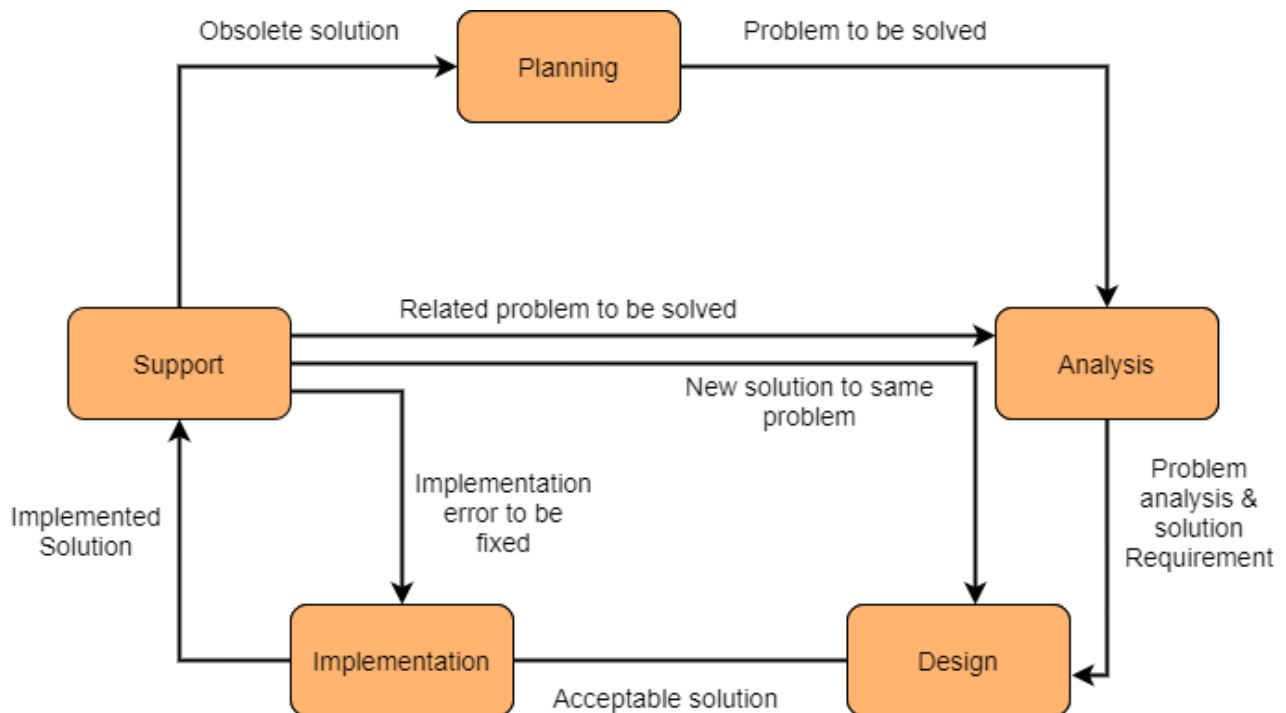 Obsolete solution
Planning
Problem to be solved
Related problem to be solved
Support
Analysis
New solution to same
problem
Implementation
error to be
fixed
Problem
analysis &
solution
Requirement
Implemented
Solution
Implementation
Design
Acceptable solution